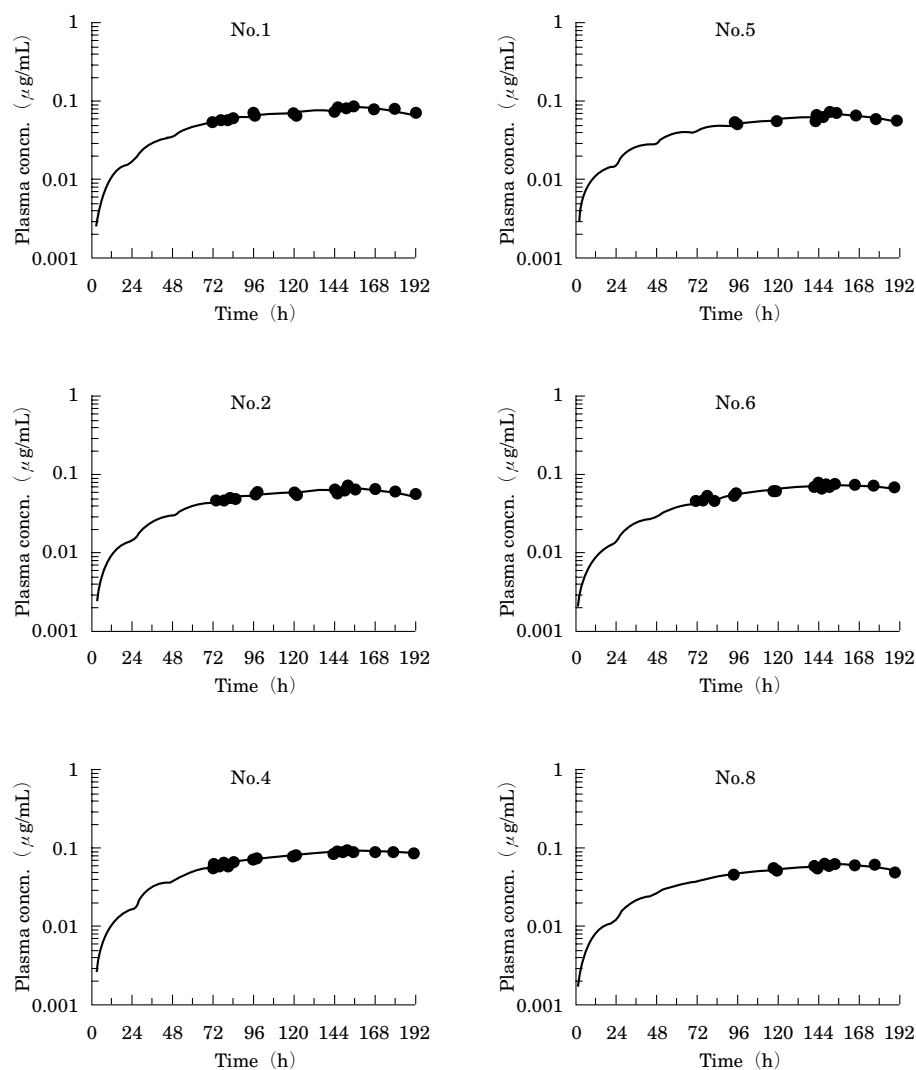 No.1
Plasma concn. (μg/mL)
1
0.1
0.01
0.001
0 24 48 72 96 120 144 168 192
Time (h)
No.5
Plasma concn. (μg/mL)
1
0.1
0.01
0.001
0 24 48 72 96 120 144 168 192
Time (h)
No.2
Plasma concn. (μg/mL)
1
0.1
0.01
0.001
0 24 48 72 96 120 144 168 192
Time (h)
No.6
Plasma concn. (μg/mL)
1
0.1
0.01
0.001
0 24 48 72 96 120 144 168 192
Time (h)
No.4
Plasma concn. (μg/mL)
1
0.1
0.01
0.001
0 24 48 72 96 120 144 168 192
Time (h)
No.8
Plasma concn. (μg/mL)
1
0.1
0.01
0.001
0 24 48 72 96 120 144 168 192
Time (h)